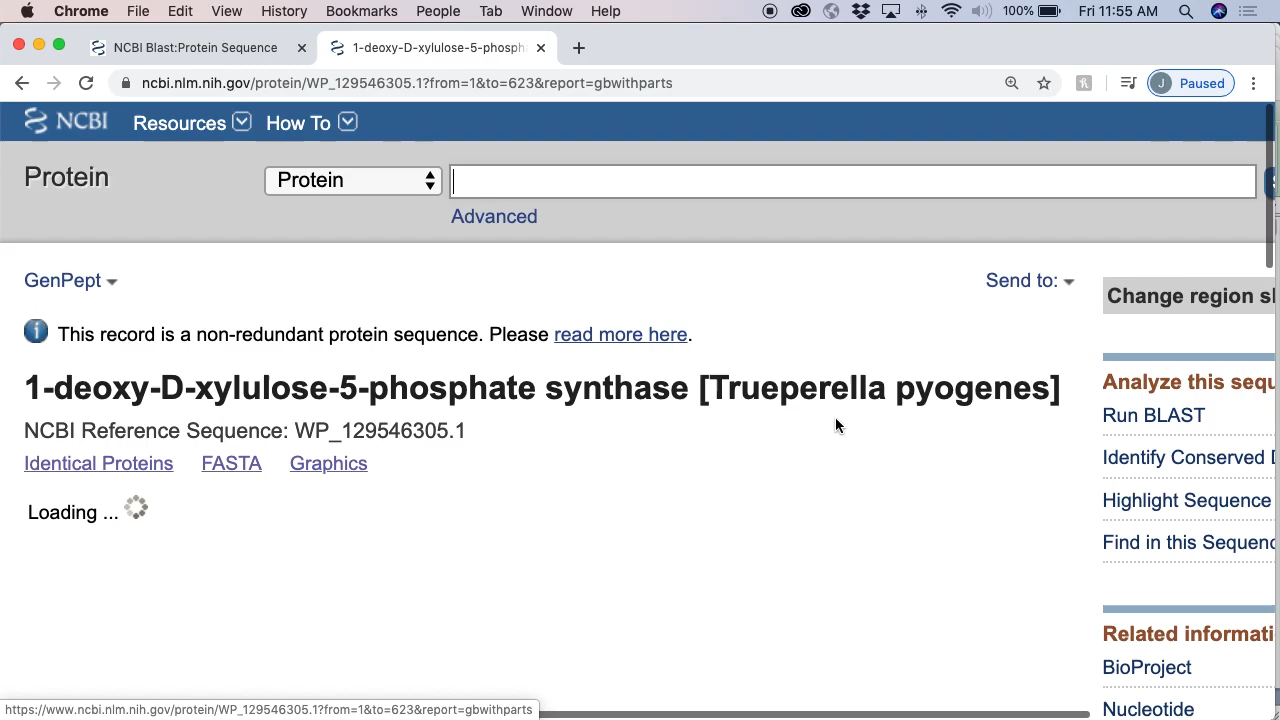 Chrome File Edit View History Bookmarks People Tab Window Help 100% Fri 11:55 AM
NCBI Blast:Protein Sequence 1-deoxy-D-xylulose-5-phosph
ncbi.nlm.nih.gov/protein/WP_129546305.1?from=1&to=623&report=gbwithparts J Paused
NCBI Resources How To
Protein Protein
Advanced
GenPept Send to:
Change region s
This record is a non-redundant protein sequence. Please read more here.
1-deoxy-D-xylulose-5-phosphate synthase [Trueperella pyogenes]
Analyze this sequ
NCBI Reference Sequence: WP_129546305.1
Run BLAST
Identical Proteins FASTA Graphics
Identify Conserved
Loading ...
Highlight Sequence
Find in this Sequenc
Related informati
BioProject
Nucleotide
https://www.ncbi.nlm.nih.gov/protein/WP_129546305.1?from=1&to=623&report=gbwithparts